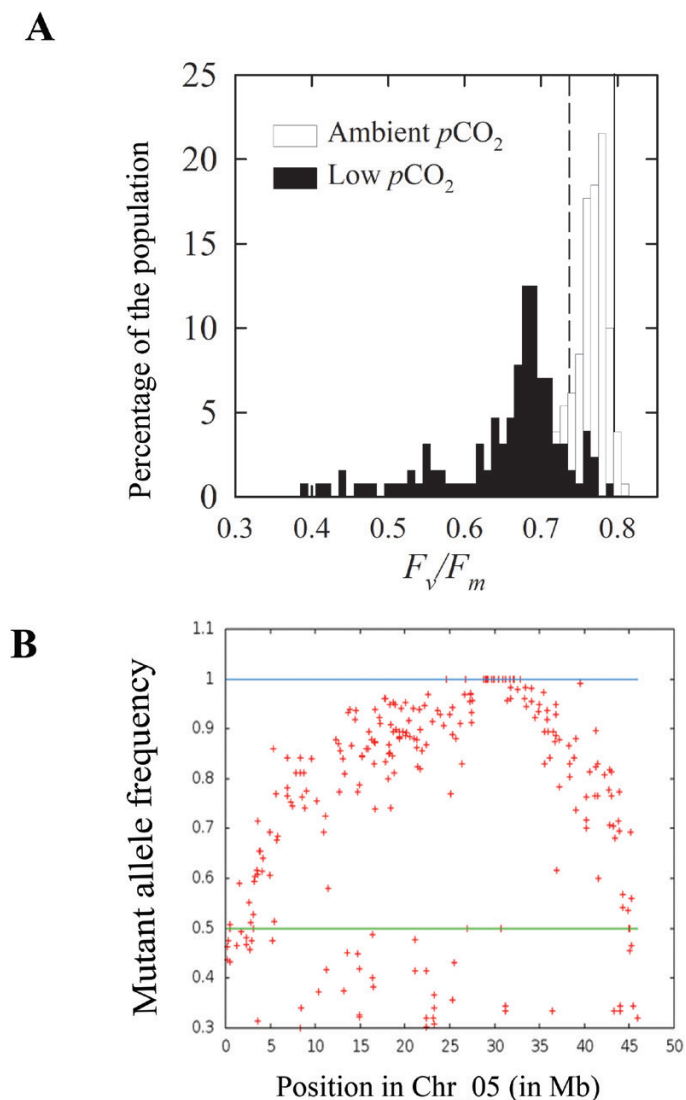 A
25
20
15
10
5
0
Percentage of the population
Ambient pCO2
Low pCO2
0.3 0.4 0.5 0.6 0.7 0.8
Fv/Fm
B
1.1
1
0.9
0.8
0.7
0.6
0.5
0.4
0.3
Mutant allele frequency
0 5 10 15 20 25 30 35 40 45 50
Position in Chr_05 (in Mb)